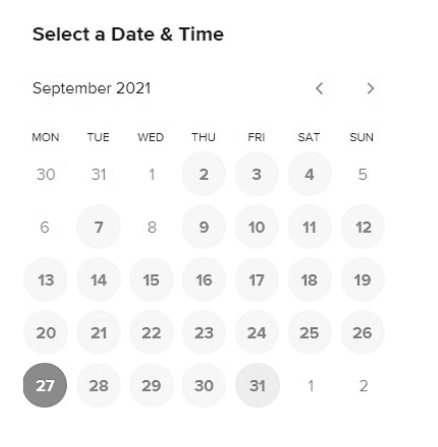 Select a Date & Time
September 2021
MON TUE WED THU FRI SAT SUN
30 31 1 2 3 4 5
6 7 8 9 10 11 12
13 14 15 16 17 18 19
20 21 22 23 24 25 26
27 28 29 30 31 1 2